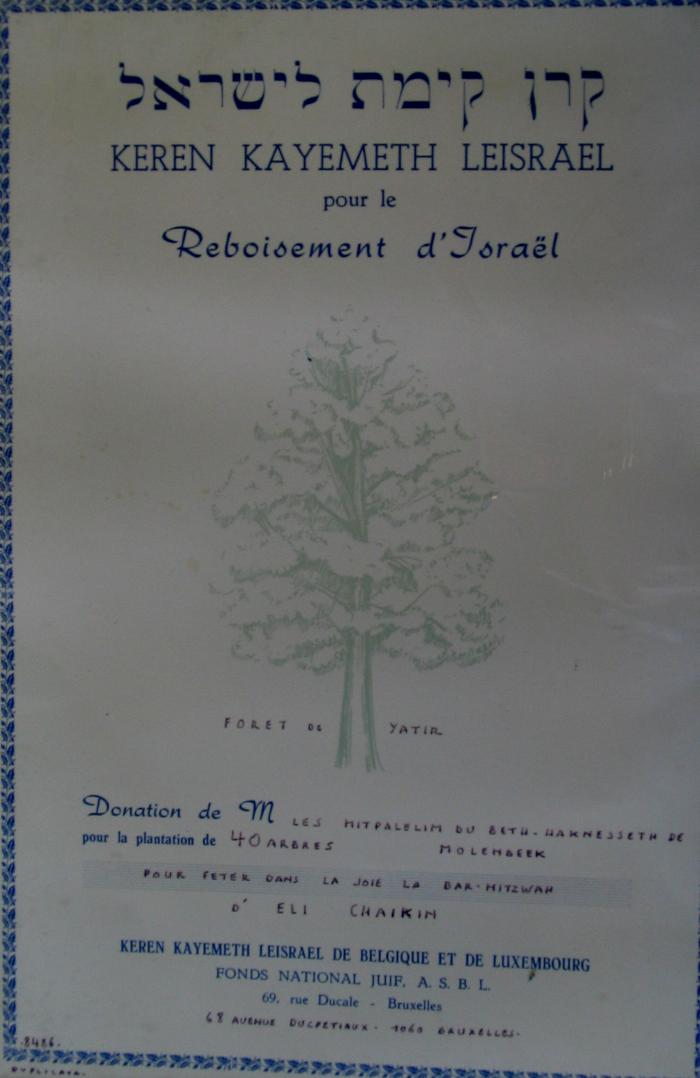 קרן קימת לישראל
KEREN KAYEMETH LEISRAEL
pour le
Reboisement d'Israël
FORET DE YATIR
Donation de M LES MITPALELIM DU BETH-HAKNESSETH DE
pour la plantation de 40 ARBRES MOLENBEEK
POUR FETER DANS LA JOIE LA BAR-MITZWAH
D' ELI CHAIKIN
KEREN KAYEMETH LEISRAEL DE BELGIQUE ET DE LUXEMBOURG
FONDS NATIONAL JUIF, A. S. B. L.
69, rue Ducale - Bruxelles
68 AVENUE DUCPETIAUX - 1060 BRUXELLES.
8486.